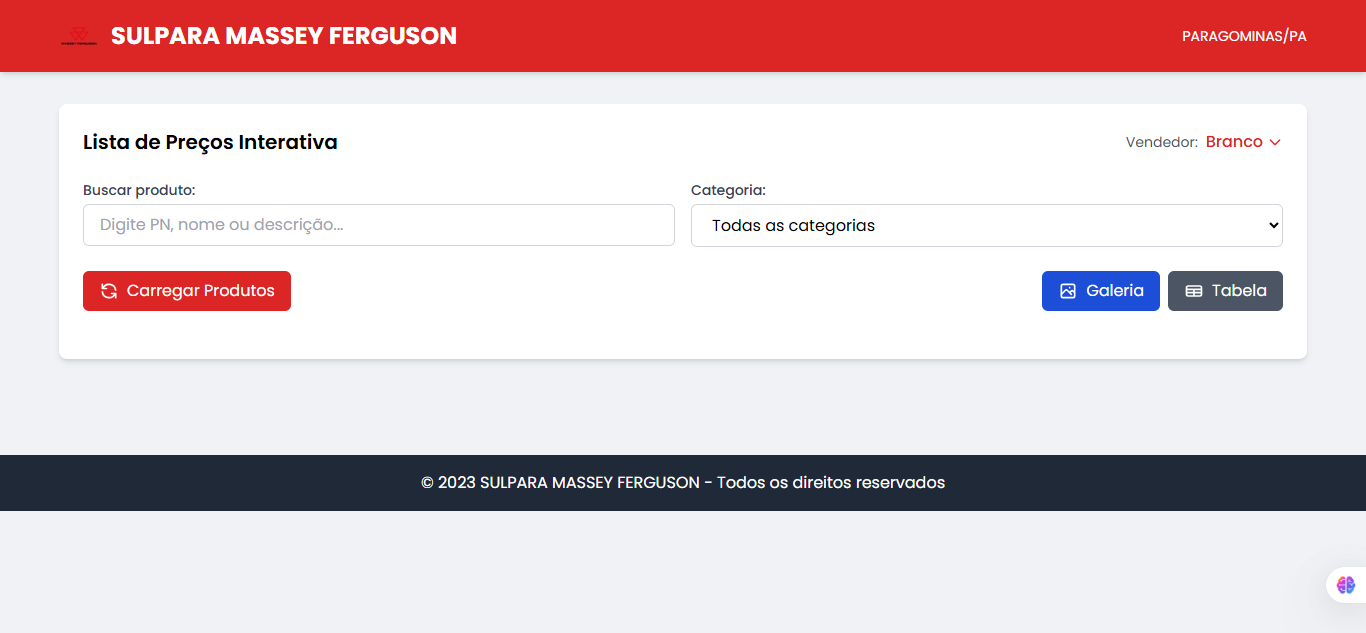 SULPARA MASSEY FERGUSON
PARAGOMINAS/PA
Lista de Preços Interativa
Vendedor: Branco
Buscar produto:
Categoria:
Digite PN, nome ou descrição...
Todas as categorias
Carregar Produtos
Galeria
Tabela
© 2023 SULPARA MASSEY FERGUSON - Todos os direitos reservados